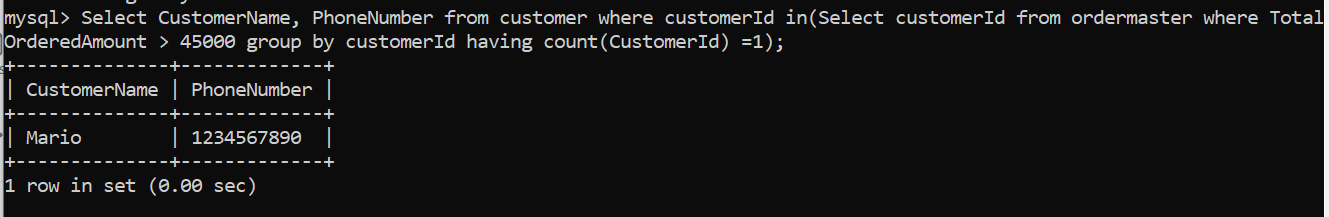 mysql> Select CustomerName, PhoneNumber from customer where customerId in(Select customerId from ordermaster where Total
OrderedAmount > 45000 group by customerId having count(CustomerId) =1);
+--------------+-------------+
| CustomerName | PhoneNumber |
+--------------+-------------+
| Mario        | 1234567890  |
+--------------+-------------+
1 row in set (0.00 sec)